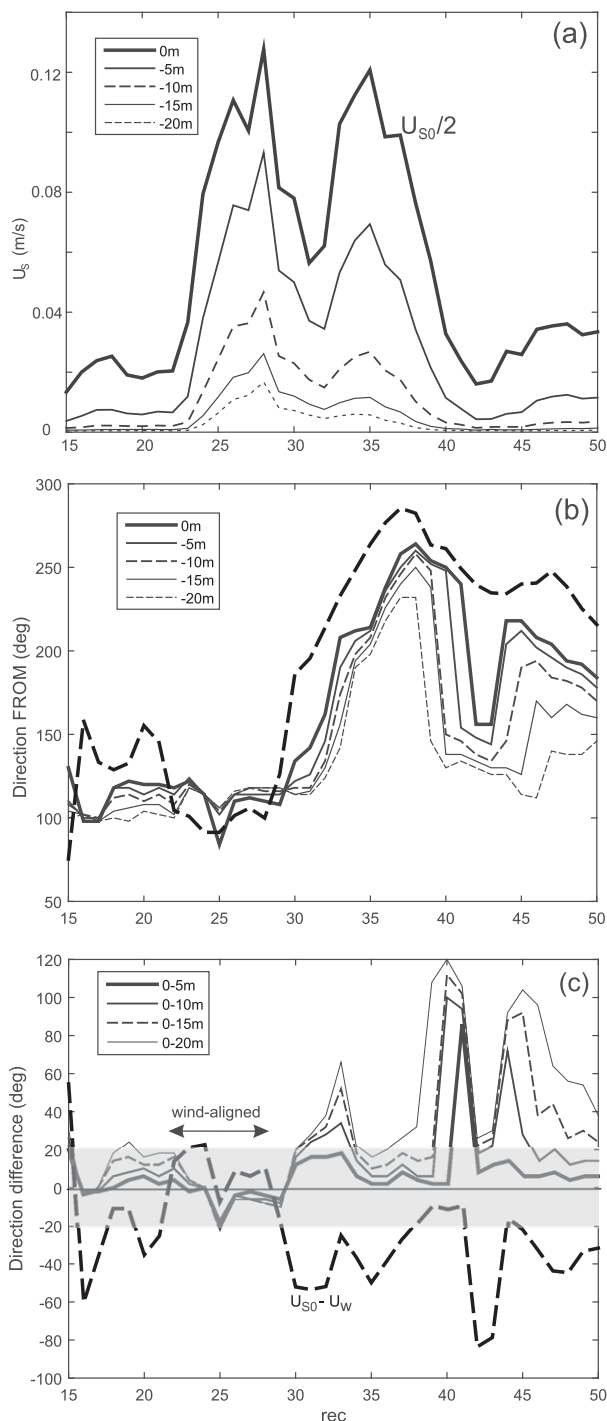 (a)
0m
-5m
-10m
-15m
-20m
U_S0/2
U_S (m/s)
0.12
0.08
0.04
0
15 20 25 30 35 40 45 50
(b)
0m
-5m
-10m
-15m
-20m
Direction FROM (deg)
300
250
200
150
100
50
15 20 25 30 35 40 45 50
(c)
0-5m
0-10m
0-15m
0-20m
wind-aligned
U_S0 - U_W
Direction difference (deg)
120
100
80
60
40
20
0
-20
-40
-60
-80
-100
15 20 25 30 35 40 45 50
rec